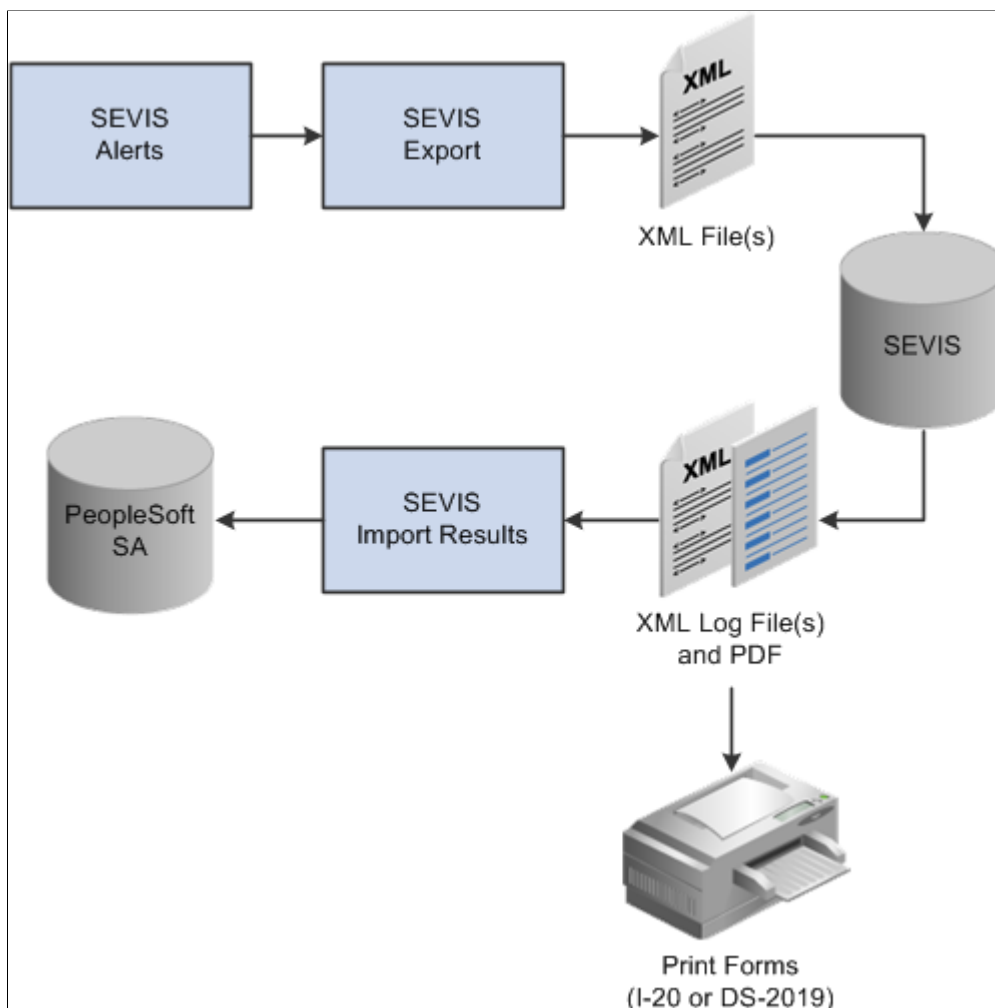 SEVIS
Alerts
SEVIS
Export
XML
XML File(s)
SEVIS
XML
XML Log File(s)
and PDF
SEVIS
Import Results
PeopleSoft
SA
Print Forms
(I-20 or DS-2019)